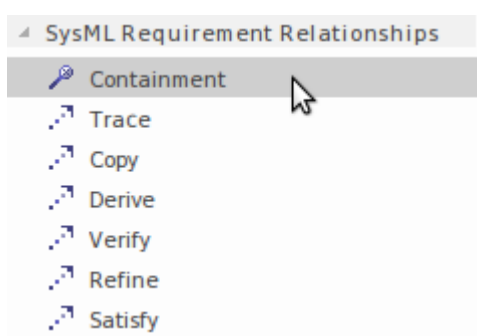 SysML Requirement Relationships
Containment
Trace
Copy
Derive
Verify
Refine
Satisfy